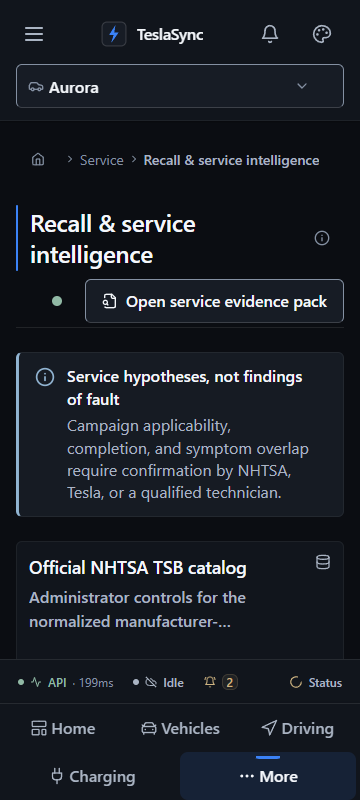 TeslaSync
Aurora
Service
Recall & service intelligence
Recall & service
intelligence
Open service evidence pack
Service hypotheses, not findings
of fault
Campaign applicability,
completion, and symptom overlap
require confirmation by NHTSA,
Tesla, or a qualified technician.
Official NHTSA TSB catalog
Administrator controls for the
normalized manufacturer-...
API · 199ms
Idle
2
Status
Home
Vehicles
Driving
Charging
More